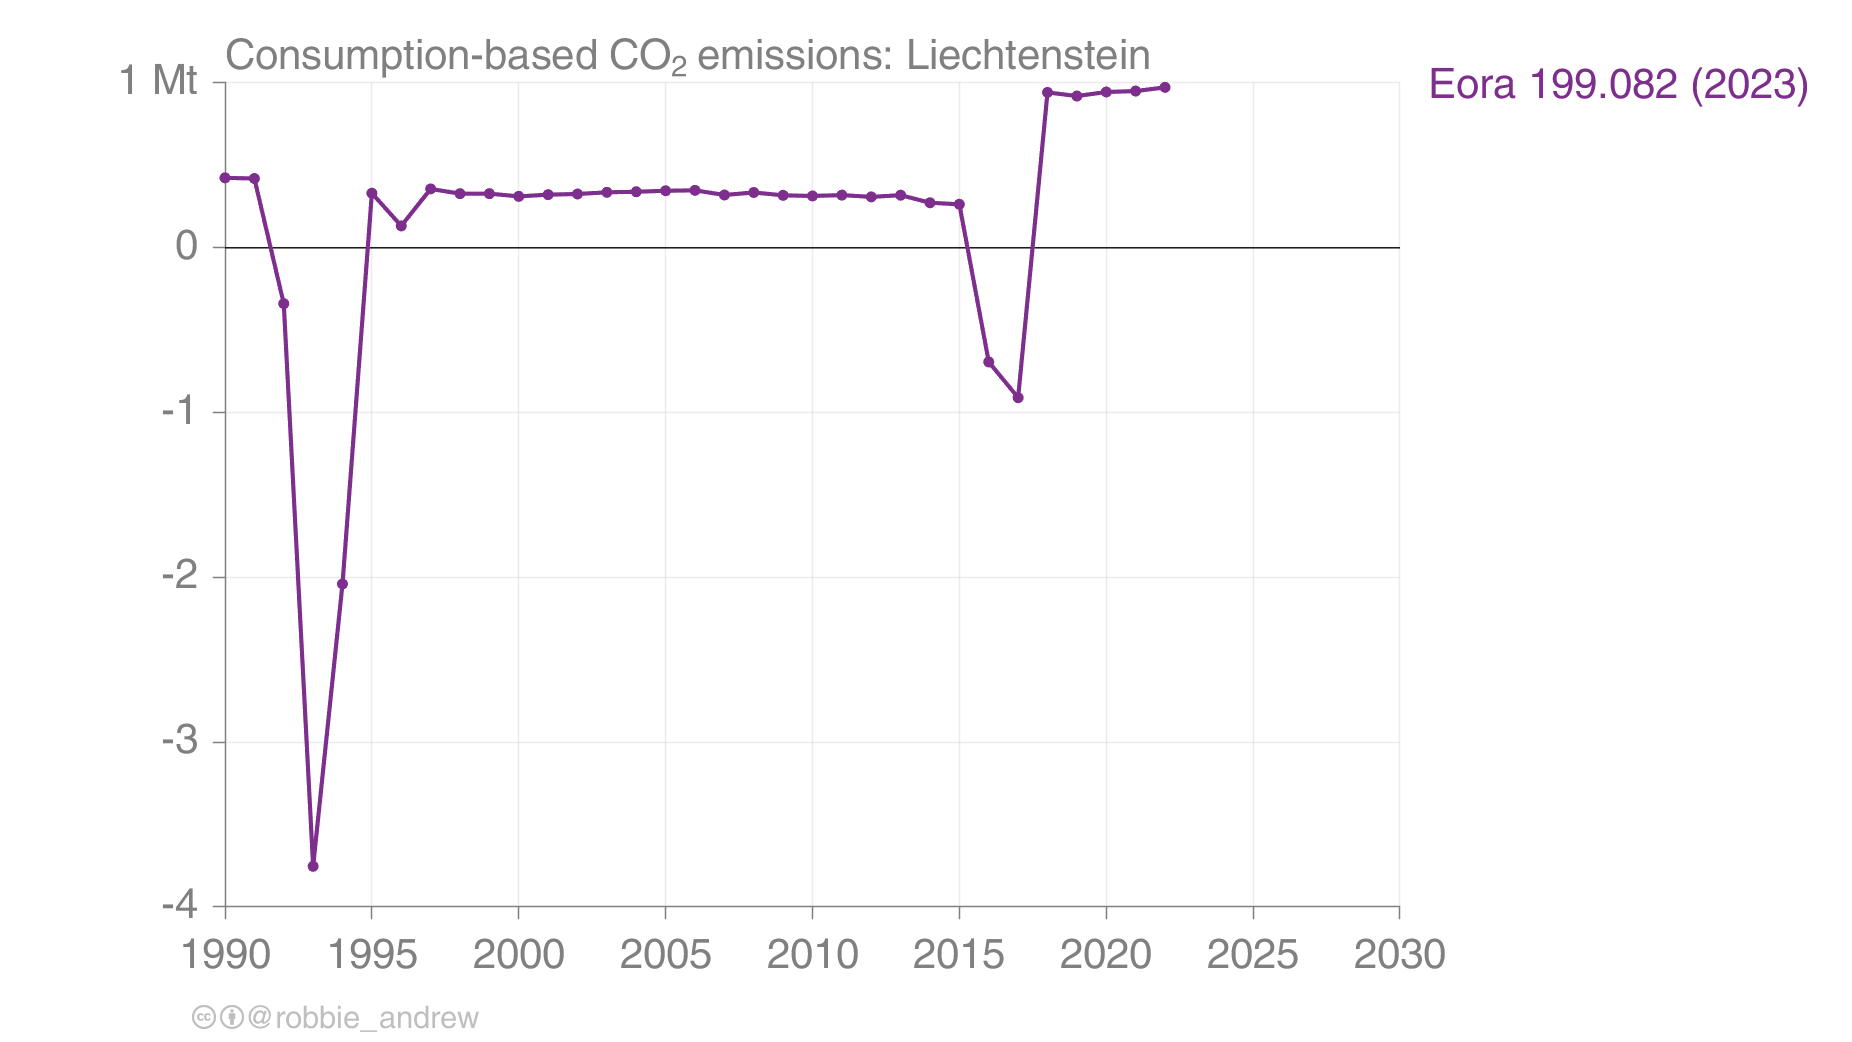 Consumption-based CO₂ emissions: Liechtenstein
Eora 199.082 (2023)
1 Mt
0
-1
-2
-3
-4
1990 1995 2000 2005 2010 2015 2020 2025 2030
cc @robbie_andrew